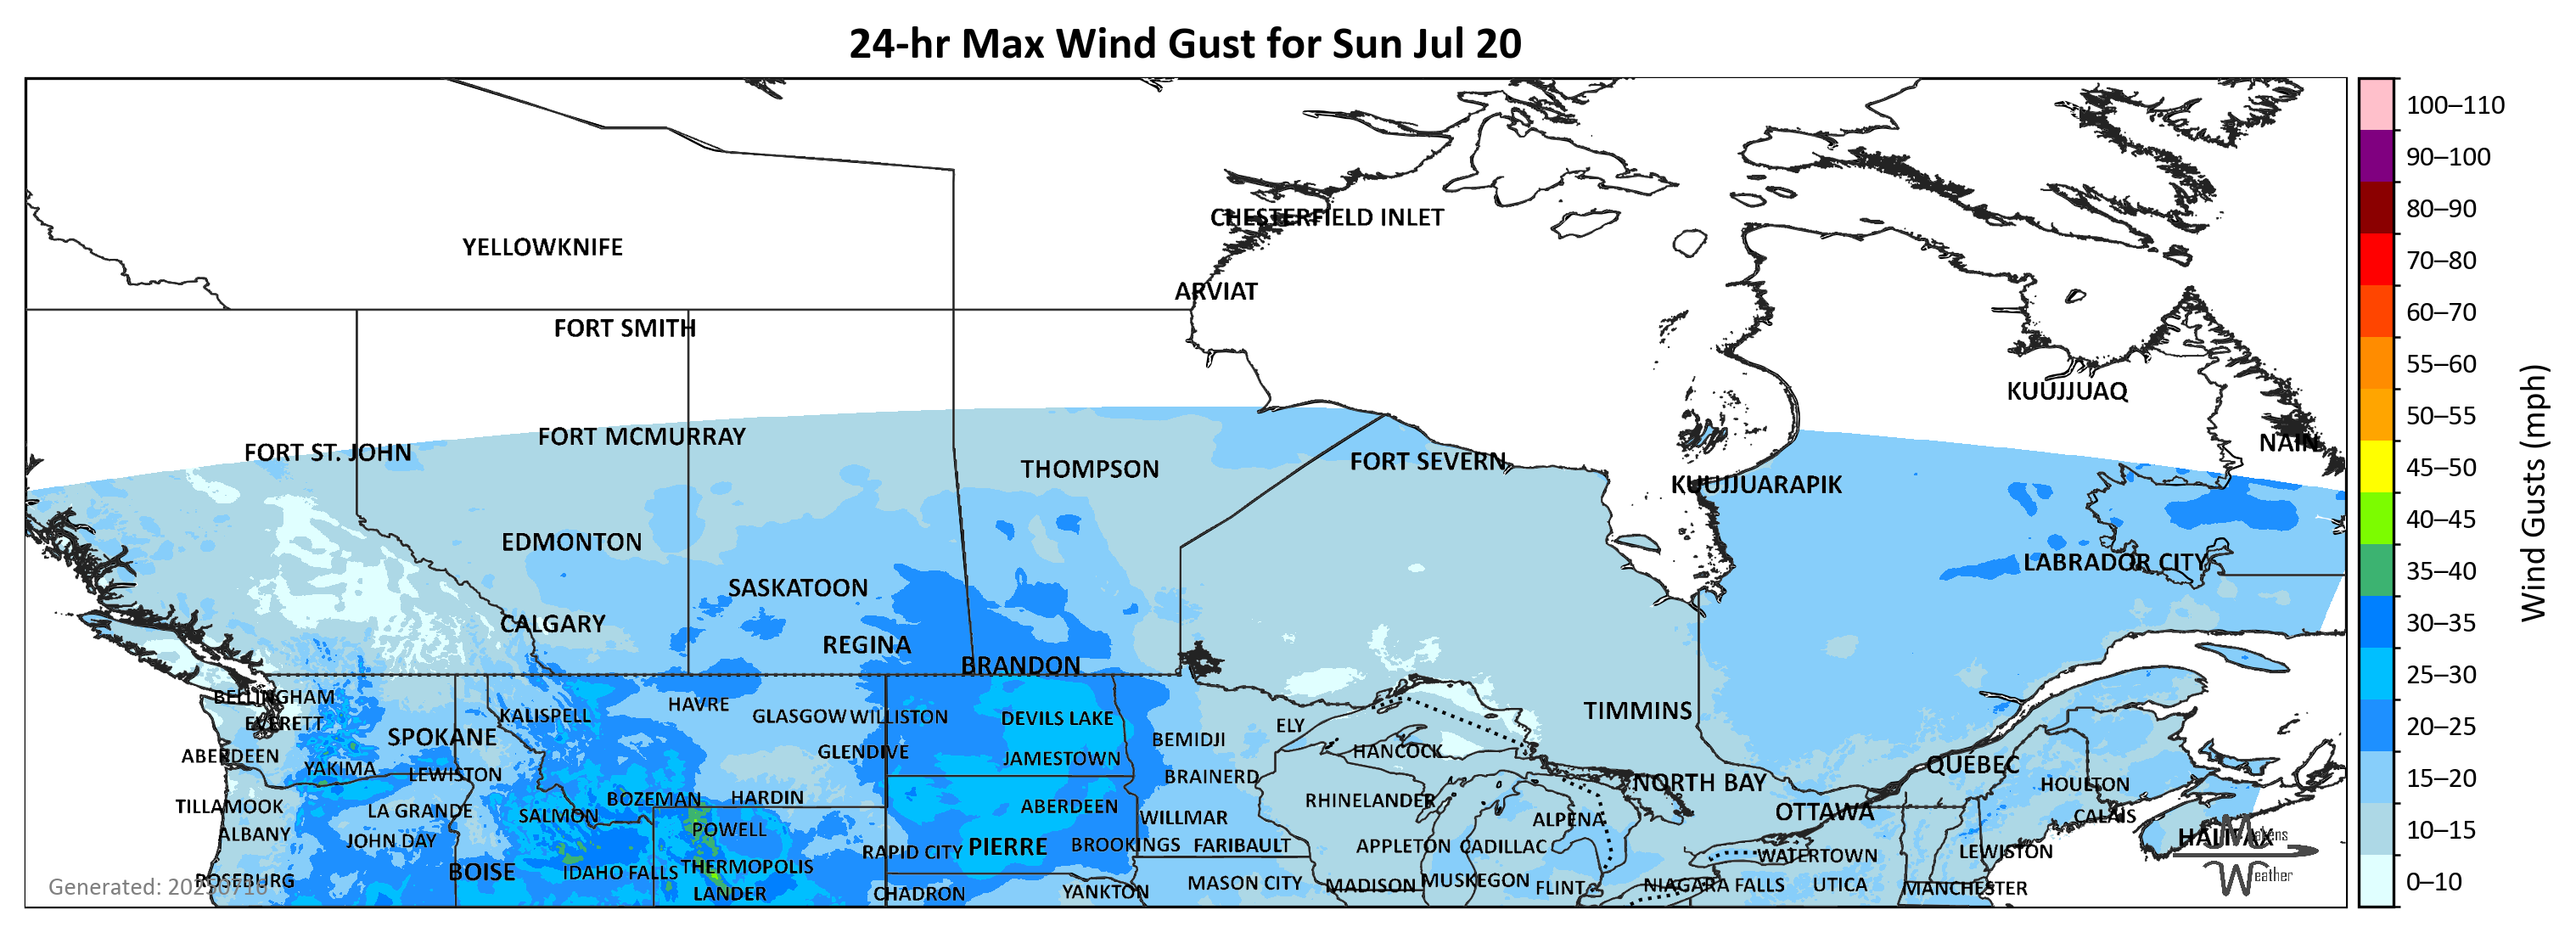 24-hr Max Wind Gust for Sun Jul 20
CHESTERFIELD INLET
YELLOWKNIFE
ARVIAT
FORT SMITH
KUUJJUAQ
FORT ST. JOHN
FORT MCMURRAY
THOMPSON
FORT SEVERN
NAIN
KUUJJUARAPIK
EDMONTON
LABRADOR CITY
SASKATOON
CALGARY
REGINA
BRANDON
BELLINGHAM
HAVRE
EVERETT
KALISPELL
GLASGOW WILLISTON
DEVILS LAKE
ELY
TIMMINS
SPOKANE
BEMIDJI
ABERDEEN
GLENDIVE
JAMESTOWN
HANCOCK
YAKIMA
LEWISTON
BRAINERD
NORTH BAY
QUÉBEC
HOULTON
TILLAMOOK
LA GRANDE
SALMON
BOZEMAN
HARDIN
ABERDEEN
WILLMAR
RHINELANDER
ALPENA
OTTAWA
CALAIS
ALBANY
JOHN DAY
POWELL
RAPID CITY
PIERRE
BROOKINGS
FARIBAULT
APPLETON
CADILLAC
WATERTOWN
LEWISTON
HALIFAX
BOISE
IDAHO FALLS
THERMOPOLIS
ROSEBURG
LANDER
CHADRON
YANKTON
MASON CITY
MADISON
MUSKEGON
FLINT
NIAGARA FALLS
UTICA
MANCHESTER
Weather
100–110
90–100
80–90
70–80
60–70
55–60
50–55
45–50
40–45
35–40
30–35
25–30
20–25
15–20
10–15
0–10
Wind Gusts (mph)
Generated: